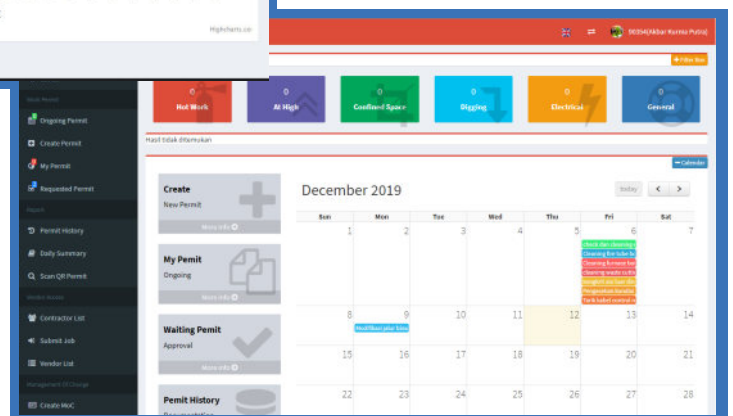 Highcharts.co
50354(Akbar Kurnia Putra)
Filter Box
0
Hot Work
0
At High
0
Confined Space
0
Digging
0
Electrical
0
General
Hasil tidak ditemukan
Calendar
Work Permit
Ongoing Permit
Create Permit
My Permit
Requested Permit
Report
Permit History
Daily Summary
Scan QR Permit
Contractor List
Submit Job
Vendor List
Management Of Change
Create MoC
Create
New Permit
More info
My Pemit
Ongoing
More info
Waiting Pemit
Approval
More info
Pemit History
December 2019
today
Sun Mon Tue Wed Thu Fri Sat
1 2 3 4 5 6 7
8 9 10 11 12 13 14
Modifikasi jalur
15 16 17 18 19 20 21
22 23 24 25 26 27 28